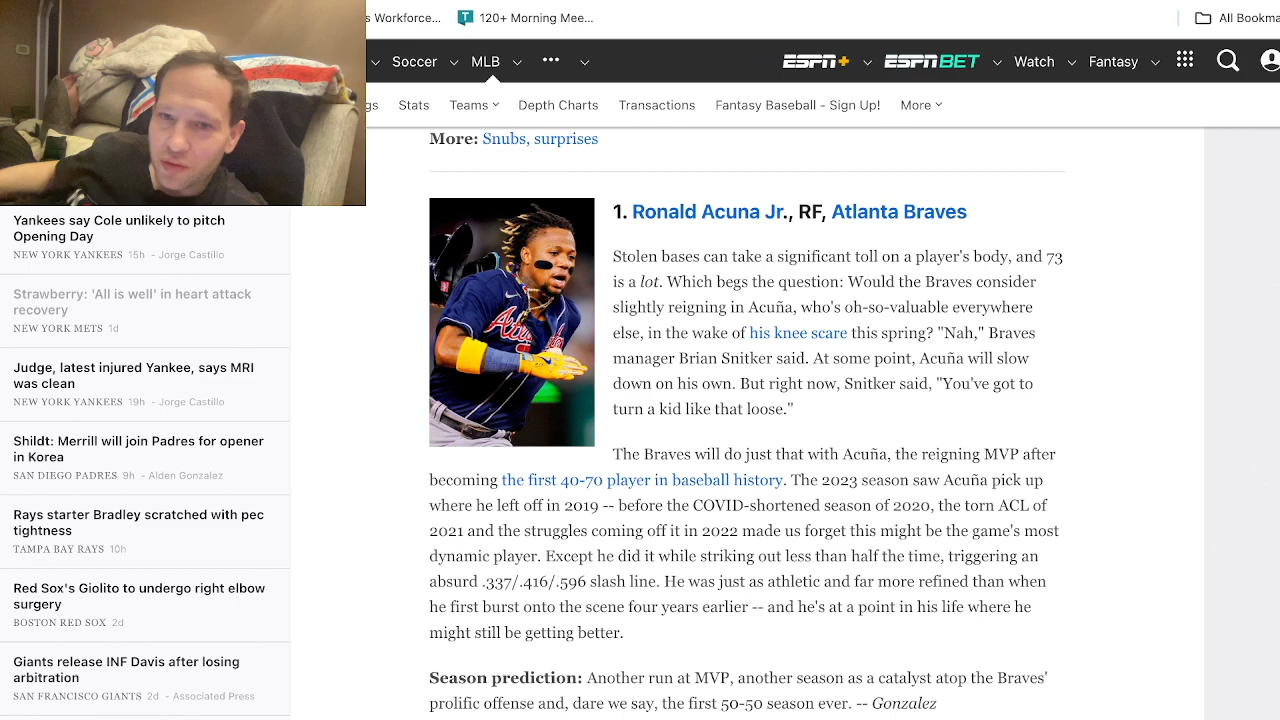 s Workforce...
120+ Morning Mee...
All Bookma
Soccer
MLB
...
ESPN+
ESPN BET
Watch
Fantasy
gs
Stats
Teams
Depth Charts
Transactions
Fantasy Baseball - Sign Up!
More
More: Snubs, surprises
Yankees say Cole unlikely to pitch
Opening Day
NEW YORK YANKEES 15h - Jorge Castillo
Strawberry: 'All is well' in heart attack
recovery
NEW YORK METS 1d
Judge, latest injured Yankee, says MRI
was clean
NEW YORK YANKEES 19h - Jorge Castillo
Shildt: Merrill will join Padres for opener
in Korea
SAN DIEGO PADRES 9h - Alden Gonzalez
Rays starter Bradley scratched with pec
tightness
TAMPA BAY RAYS 10h
Red Sox's Giolito to undergo right elbow
surgery
BOSTON RED SOX 2d
Giants release INF Davis after losing
arbitration
SAN FRANCISCO GIANTS 2d - Associated Press
1. Ronald Acuna Jr., RF, Atlanta Braves
Stolen bases can take a significant toll on a player's body, and 73
is a lot. Which begs the question: Would the Braves consider
slightly reigning in Acuña, who's oh-so-valuable everywhere
else, in the wake of his knee scare this spring? "Nah," Braves
manager Brian Snitker said. At some point, Acuña will slow
down on his own. But right now, Snitker said, "You've got to
turn a kid like that loose."
The Braves will do just that with Acuña, the reigning MVP after
becoming the first 40-70 player in baseball history. The 2023 season saw Acuña pick up
where he left off in 2019 -- before the COVID-shortened season of 2020, the torn ACL of
2021 and the struggles coming off it in 2022 made us forget this might be the game's most
dynamic player. Except he did it while striking out less than half the time, triggering an
absurd .337/.416/.596 slash line. He was just as athletic and far more refined than when
he first burst onto the scene four years earlier -- and he's at a point in his life where he
might still be getting better.
Season prediction: Another run at MVP, another season as a catalyst atop the Braves'
prolific offense and, dare we say, the first 50-50 season ever. -- Gonzalez